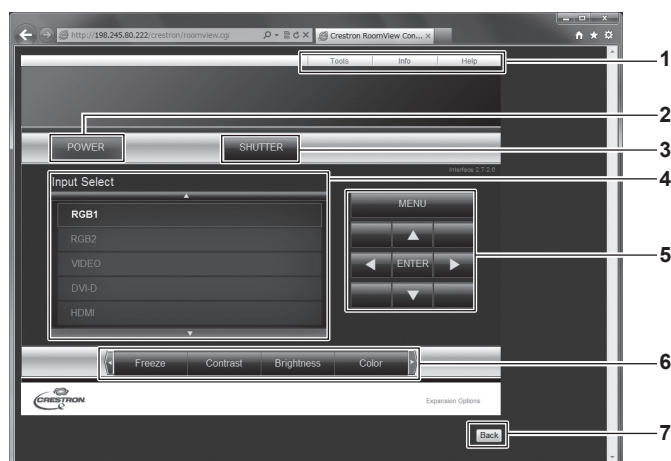 http://198.245.80.222/crestron/roomview.cgi
Crestron RoomView Con... ×
Tools Info Help
1
2
POWER SHUTTER
3
Interface 2.7.2.6
4
Input Select
MENU
RGB1
RGB2
VIDEO
ENTER
5
DVI-D
HDMI
Freeze Contrast Brightness Color
6
CRESTRON
Expansion Options
Back
7